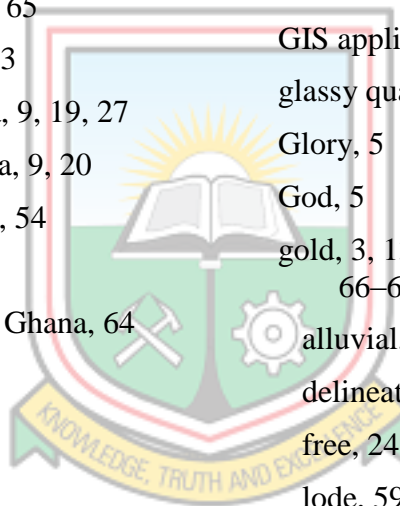 65
3
, 9, 19, 27
a, 9, 20
, 54
Ghana, 64
GIS appli
glassy qua
Glory, 5
God, 5
gold, 3, 1
66–6
alluvial
delineat
free, 24
lode, 59
KNOWLEDGE, TRUTH AND EXCELLENCE